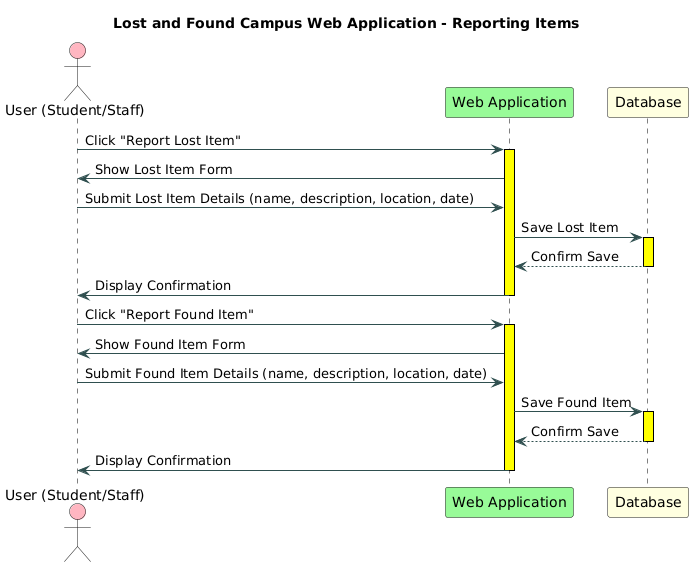 Lost and Found Campus Web Application - Reporting Items
User (Student/Staff)
Web Application
Database
Click "Report Lost Item"
Show Lost Item Form
Submit Lost Item Details (name, description, location, date)
Save Lost Item
Confirm Save
Display Confirmation
Click "Report Found Item"
Show Found Item Form
Submit Found Item Details (name, description, location, date)
Save Found Item
Confirm Save
Display Confirmation
User (Student/Staff)
Web Application
Database